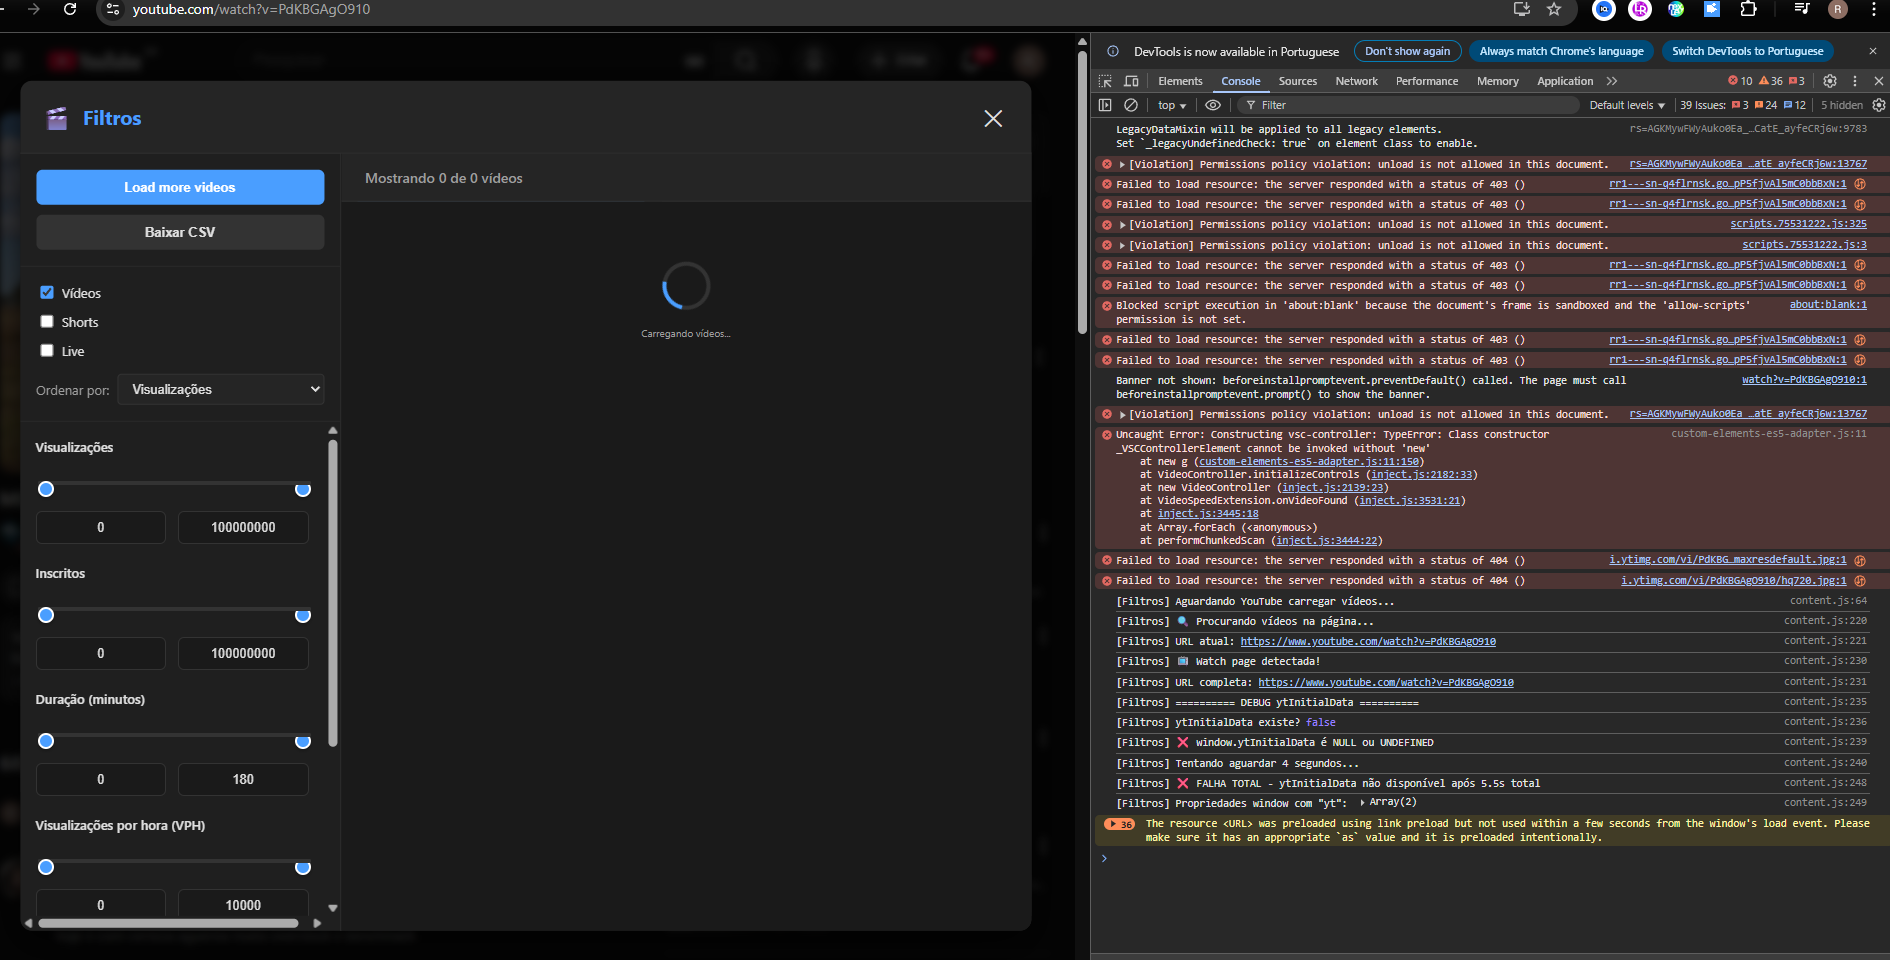 youtube.com/watch?v=PdKBGAgO910
DevTools is now available in Portuguese
Don't show again
Always match Chrome's language
Switch DevTools to Portuguese
Elements Console Sources Network Performance Memory Application
10 36 3
top
Filter
Default levels
39 Issues: 3 24 12
5 hidden
Filtros
Load more videos
Baixar CSV
Vídeos
Shorts
Live
Ordenar por: Visualizações
Visualizações
0 100000000
Inscritos
0 100000000
Duração (minutos)
0 180
Visualizações por hora (VPH)
0 10000
Mostrando 0 de 0 vídeos
Carregando vídeos...
LegacyDataMixin will be applied to all legacy elements. rs=AGKMywFWyAuko0Ea_…CatE_ayfeCRj6w:9783
Set `_legacyUndefinedCheck: true` on element class to enable.
[Violation] Permissions policy violation: unload is not allowed in this document. rs=AGKMywFWyAuko0Ea_…atE_ayfeCRj6w:13767
Failed to load resource: the server responded with a status of 403 () rr1---sn-q4flrnsk.go…pP5fjvAl5mC0bbBxN:1
Failed to load resource: the server responded with a status of 403 () rr1---sn-q4flrnsk.go…pP5fjvAl5mC0bbBxN:1
[Violation] Permissions policy violation: unload is not allowed in this document. scripts.75531222.js:325
[Violation] Permissions policy violation: unload is not allowed in this document. scripts.75531222.js:3
Failed to load resource: the server responded with a status of 403 () rr1---sn-q4flrnsk.go…pP5fjvAl5mC0bbBxN:1
Failed to load resource: the server responded with a status of 403 () rr1---sn-q4flrnsk.go…pP5fjvAl5mC0bbBxN:1
Blocked script execution in 'about:blank' because the document's frame is sandboxed and the 'allow-scripts' about:blank:1
permission is not set.
Failed to load resource: the server responded with a status of 403 () rr1---sn-q4flrnsk.go…pP5fjvAl5mC0bbBxN:1
Failed to load resource: the server responded with a status of 403 () rr1---sn-q4flrnsk.go…pP5fjvAl5mC0bbBxN:1
Banner not shown: beforeinstallpromptevent.preventDefault() called. The page must call watch?v=PdKBGAgO910:1
beforeinstallpromptevent.prompt() to show the banner.
[Violation] Permissions policy violation: unload is not allowed in this document. rs=AGKMywFWyAuko0Ea_…atE_ayfeCRj6w:13767
Uncaught Error: Constructing vsc-controller: TypeError: Class constructor custom-elements-es5-adapter.js:11
_VSCControllerElement cannot be invoked without 'new'
at new g (custom-elements-es5-adapter.js:11:150)
at VideoController.initializeControls (inject.js:2182:33)
at new VideoController (inject.js:2139:23)
at VideoSpeedExtension.onVideoFound (inject.js:3531:21)
at inject.js:3445:18
at Array.forEach (<anonymous>)
at performChunkedScan (inject.js:3444:22)
Failed to load resource: the server responded with a status of 404 () i.ytimg.com/vi/PdKBG…maxresdefault.jpg:1
Failed to load resource: the server responded with a status of 404 () i.ytimg.com/vi/PdKBGAgO910/hq720.jpg:1
[Filtros] Aguardando YouTube carregar vídeos... content.js:64
[Filtros] 🔍 Procurando vídeos na página... content.js:220
[Filtros] URL atual: https://www.youtube.com/watch?v=PdKBGAgO910 content.js:221
[Filtros] 📺 Watch page detectada! content.js:230
[Filtros] URL completa: https://www.youtube.com/watch?v=PdKBGAgO910 content.js:231
[Filtros] ========== DEBUG ytInitialData ========== content.js:235
[Filtros] ytInitialData existe? false content.js:236
[Filtros] ❌ window.ytInitialData é NULL ou UNDEFINED content.js:239
[Filtros] Tentando aguardar 4 segundos... content.js:240
[Filtros] ❌ FALHA TOTAL - ytInitialData não disponível após 5.5s total content.js:248
[Filtros] Propriedades window com "yt": Array(2) content.js:249
36 The resource <URL> was preloaded using link preload but not used within a few seconds from the window's load event. Please
make sure it has an appropriate `as` value and it is preloaded intentionally.